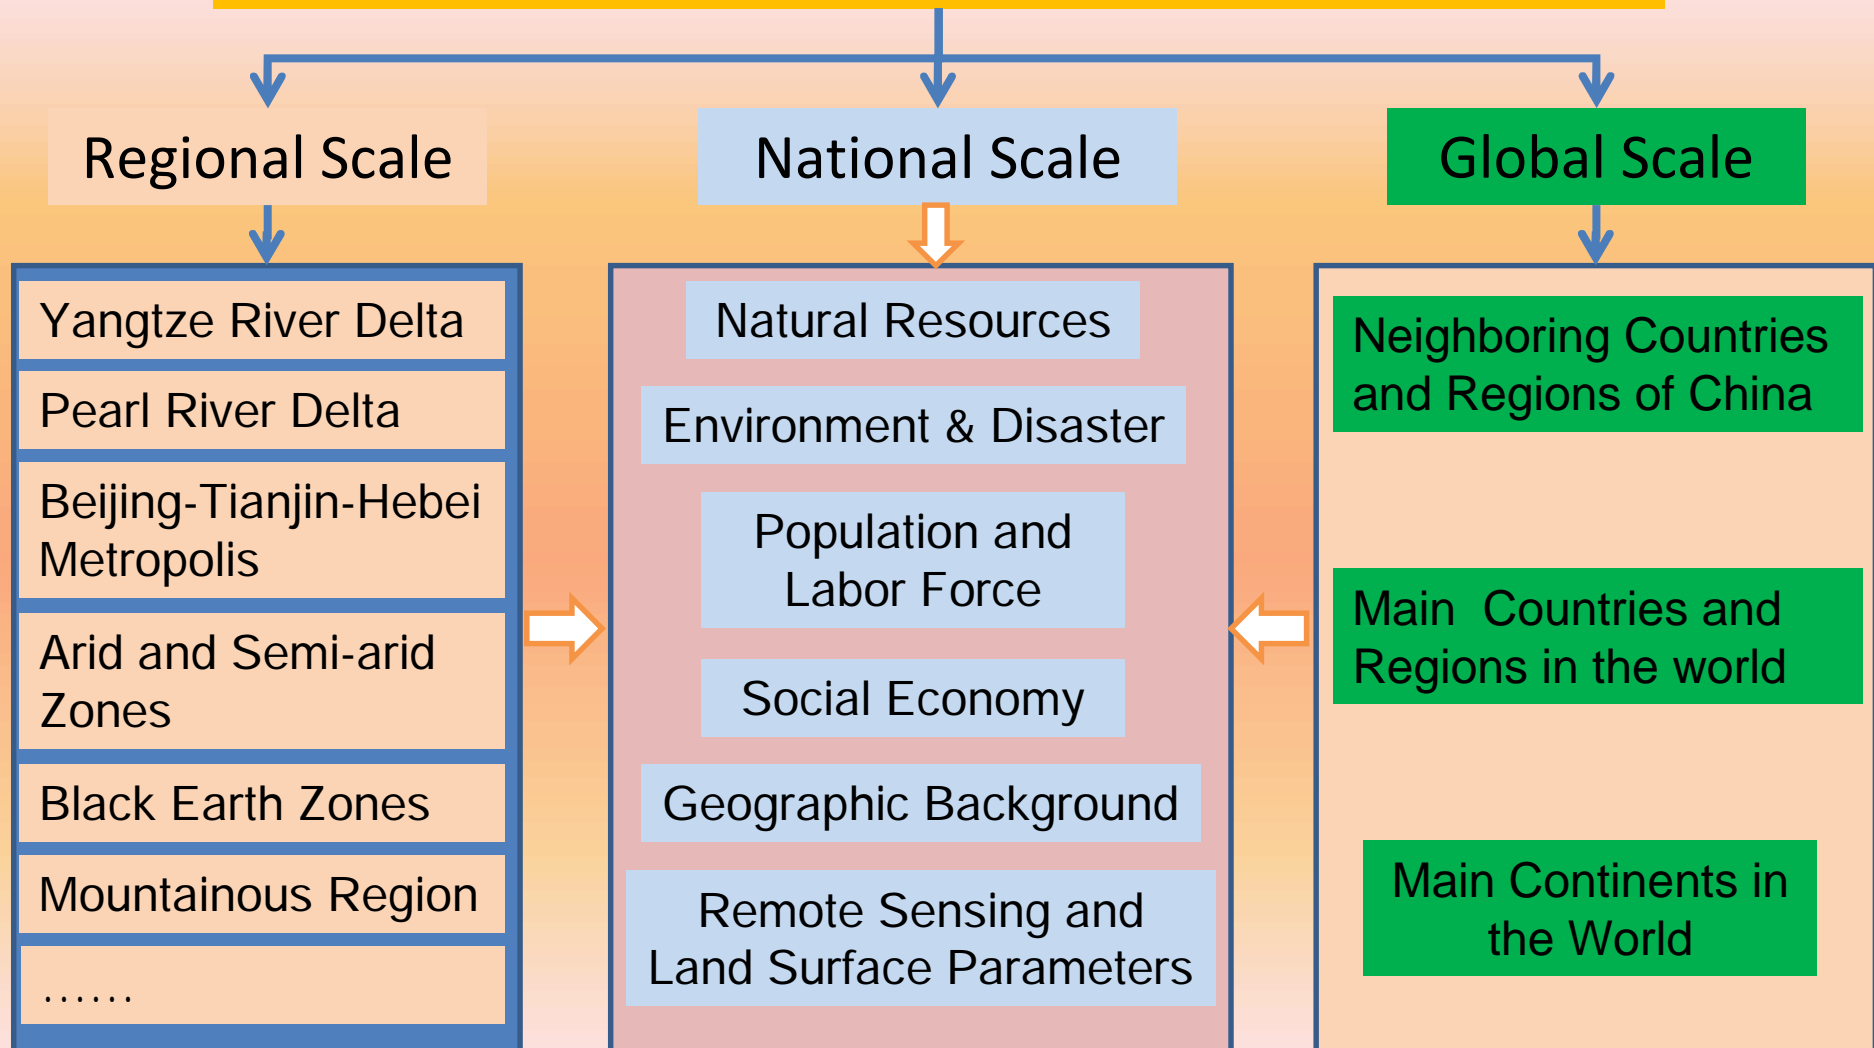 Regional Scale
National Scale
Global Scale
Yangtze River Delta
Pearl River Delta
Beijing-Tianjin-Hebei
Metropolis
Arid and Semi-arid
Zones
Black Earth Zones
Mountainous Region
......
Natural Resources
Environment & Disaster
Population and
Labor Force
Social Economy
Geographic Background
Remote Sensing and
Land Surface Parameters
Neighboring Countries
and Regions of China
Main  Countries and
Regions in the world
Main Continents in
the World